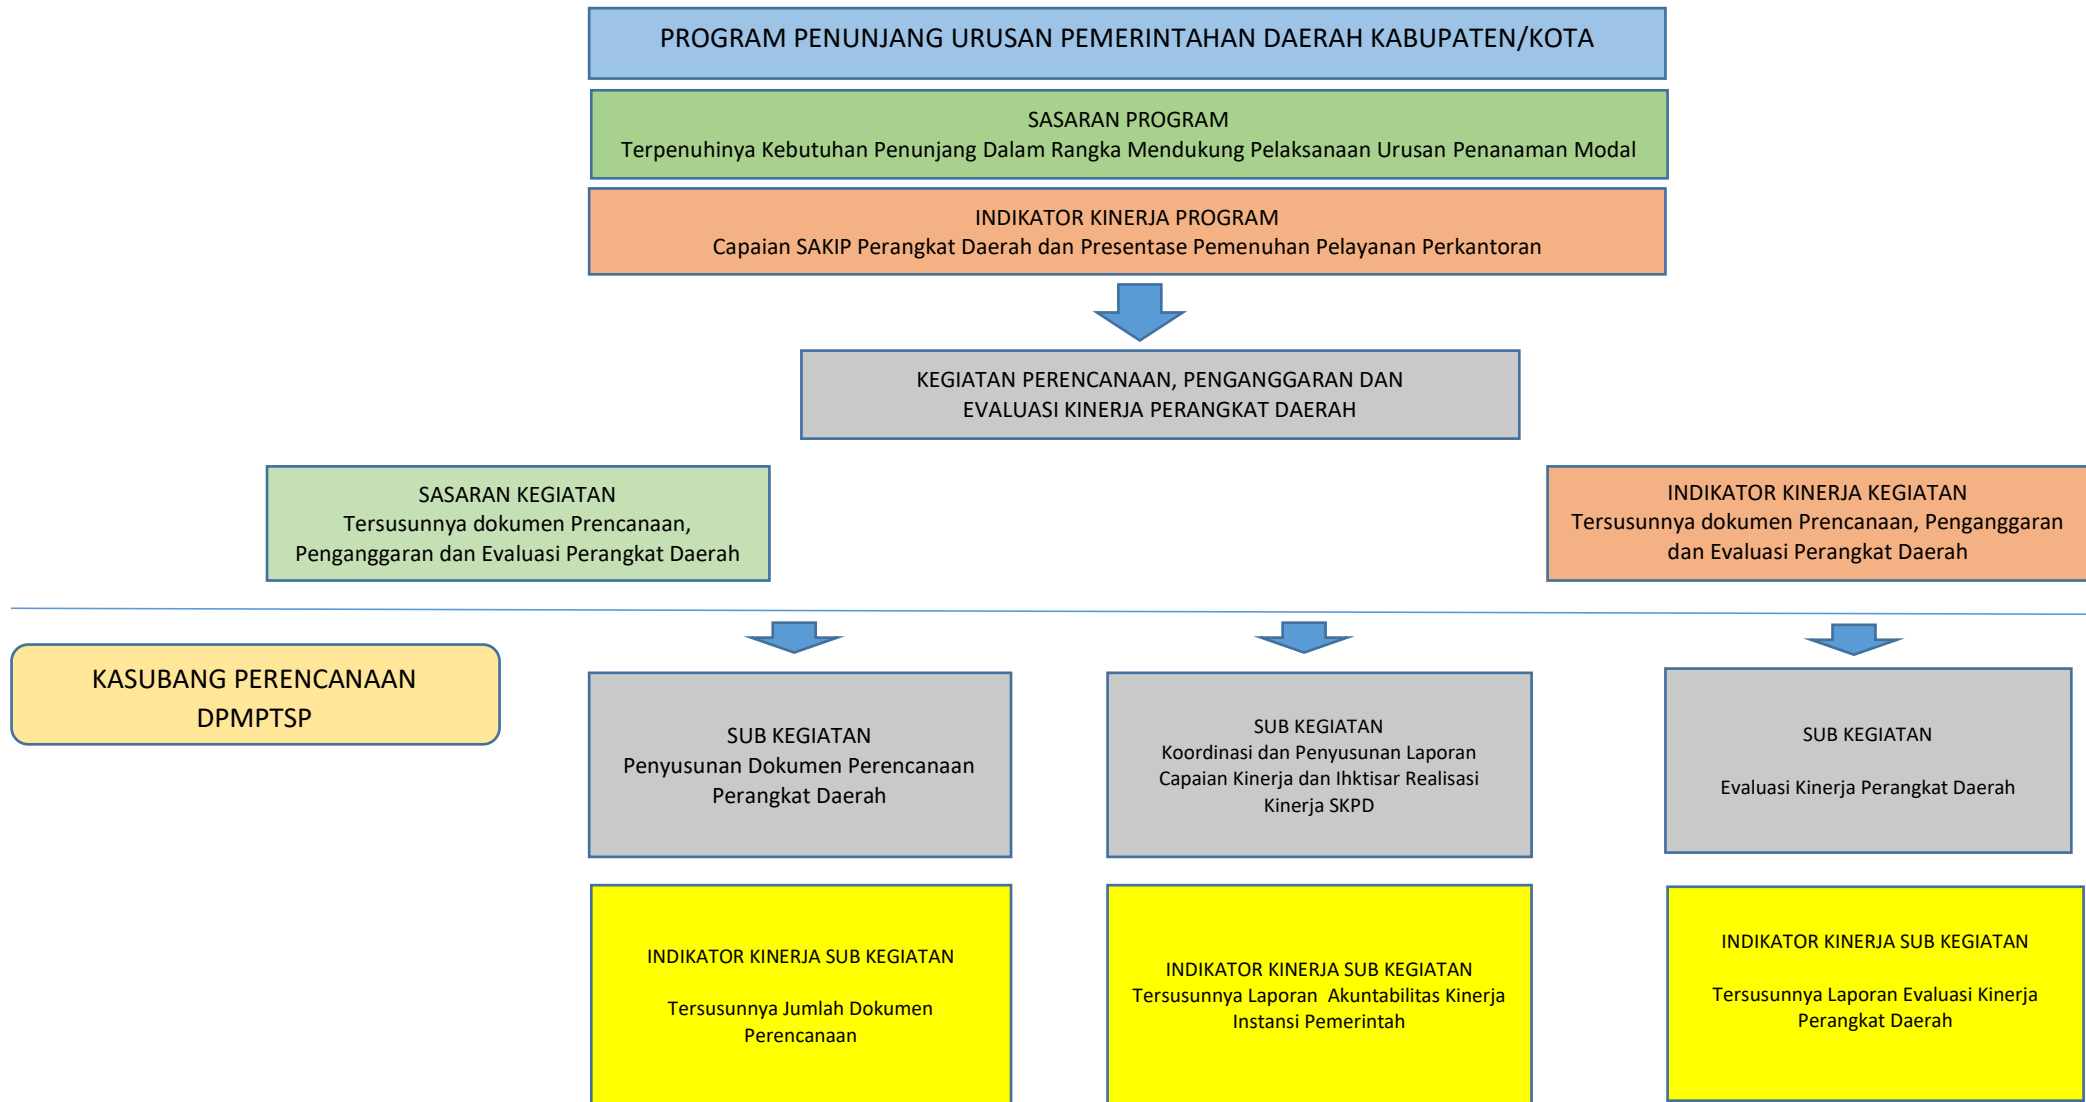 PROGRAM PENUNJANG URUSAN PEMERINTAHAN DAERAH KABUPATEN/KOTA
SASARAN PROGRAM
Terpenuhinya Kebutuhan Penunjang Dalam Rangka Mendukung Pelaksanaan Urusan Penanaman Modal
INDIKATOR KINERJA PROGRAM
Capaian SAKIP Perangkat Daerah dan Presentase Pemenuhan Pelayanan Perkantoran
KEGIATAN PERENCANAAN, PENGANGGARAN DAN
EVALUASI KINERJA PERANGKAT DAERAH
SASARAN KEGIATAN
Tersusunnya dokumen Prencanaan,
Penganggaran dan Evaluasi Perangkat Daerah
INDIKATOR KINERJA KEGIATAN
Tersusunnya dokumen Prencanaan, Penganggaran
dan Evaluasi Perangkat Daerah
KASUBANG PERENCANAAN
DPMPTSP
SUB KEGIATAN
Penyusunan Dokumen Perencanaan
Perangkat Daerah
SUB KEGIATAN
Koordinasi dan Penyusunan Laporan
Capaian Kinerja dan Ihktisar Realisasi
Kinerja SKPD
SUB KEGIATAN
Evaluasi Kinerja Perangkat Daerah
INDIKATOR KINERJA SUB KEGIATAN
Tersusunnya Jumlah Dokumen
Perencanaan
INDIKATOR KINERJA SUB KEGIATAN
Tersusunnya Laporan  Akuntabilitas Kinerja
Instansi Pemerintah
INDIKATOR KINERJA SUB KEGIATAN
Tersusunnya Laporan Evaluasi Kinerja
Perangkat Daerah